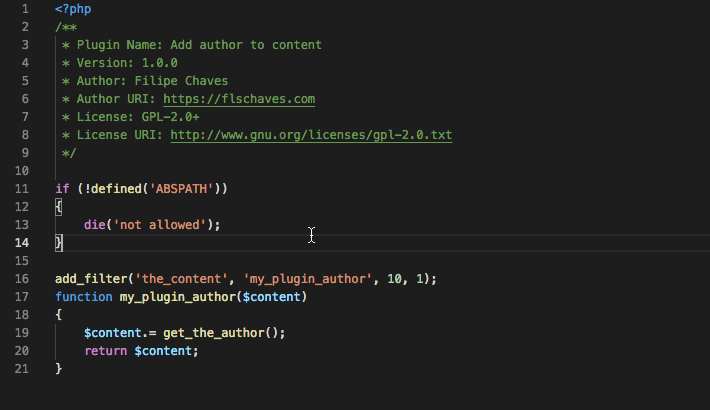 1 <?php
2 /**
3 * Plugin Name: Add author to content
4 * Version: 1.0.0
5 * Author: Filipe Chaves
6 * Author URI: https://flschaves.com
7 * License: GPL-2.0+
8 * License URI: http://www.gnu.org/licenses/gpl-2.0.txt
9 */
10
11 if (!defined('ABSPATH'))
12 {
13 die('not allowed');
14 }
15
16 add_filter('the_content', 'my_plugin_author', 10, 1);
17 function my_plugin_author($content)
18 {
19 $content.= get_the_author();
20 return $content;
21 }